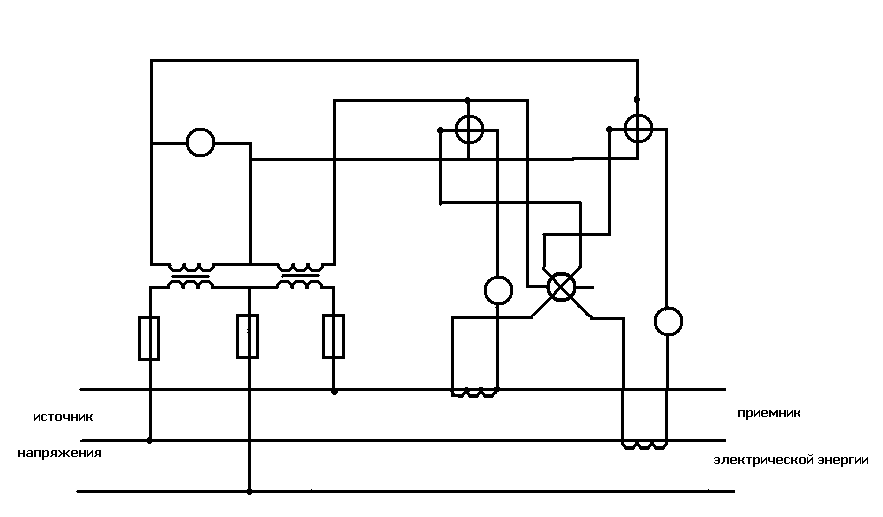 источник
напряжения
приемник
электрической энергии